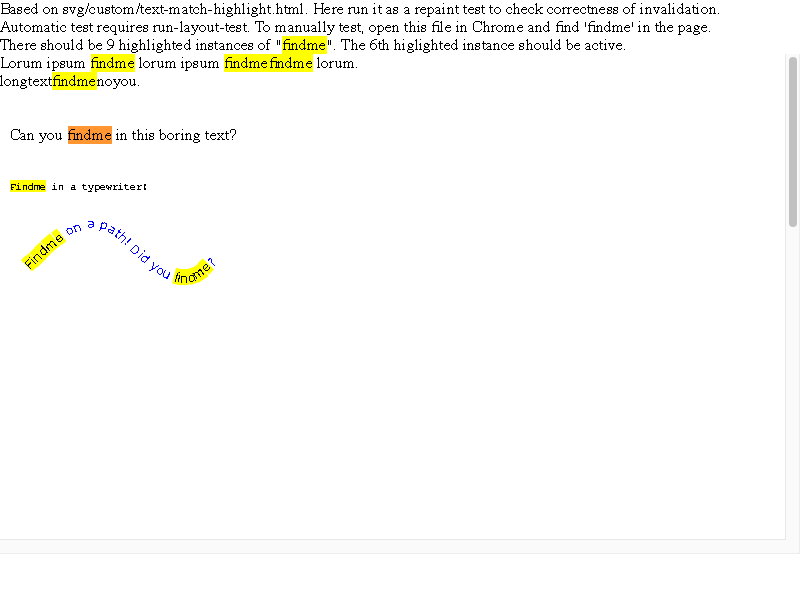 Based on svg/custom/text-match-highlight.html. Here run it as a repaint test to check correctness of invalidation.
Automatic test requires run-layout-test. To manually test, open this file in Chrome and find 'findme' in the page.
There should be 9 highlighted instances of "findme". The 6th higlighted instance should be active.
Lorum ipsum findme lorum ipsum findmefindme lorum.
longtextfindmenoyou.
Can you findme in this boring text?
Findme in a typewriter!
Findme on a path! Did you findme?